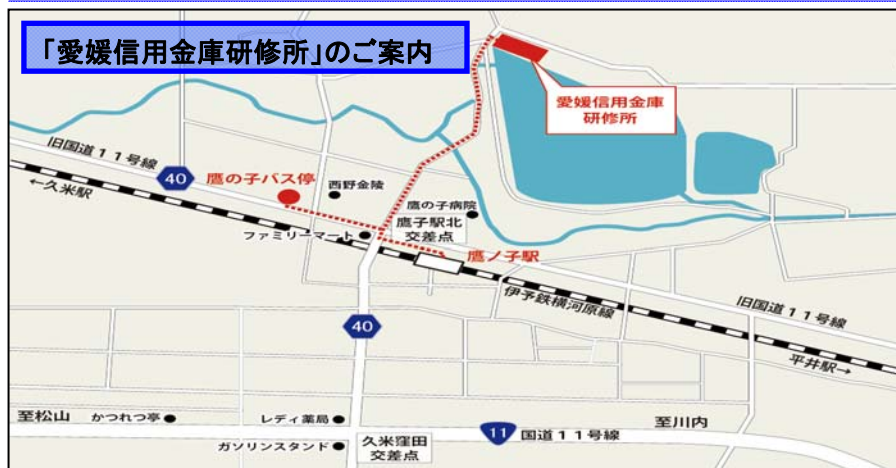 「愛媛信用金庫研修所」のご案内
愛媛信用金庫
研修所
旧国道１１号線
40
鷹の子バス停
西野金陵
←久米駅
鷹の子病院
鷹子駅北
交差点
ファミリーマート
鷹ノ子駅
伊予鉄横河原線
旧国道１１号線
40
平井駅→
至松山
かつれつ亭
レディ薬局
11
国道１１号線
至川内
ガソリンスタンド
久米窪田
交差点